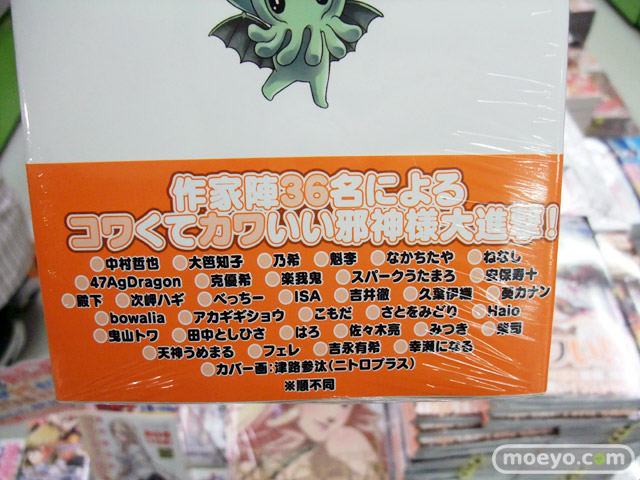 作家陣36名による
コワくてカワいい邪神様大進撃!
●中村哲也 ●大笆知子 ●乃希 ●魁李 ●なかぢたや ●ねなし
●47AgDragon ●克優希 ●楽我鬼 ●スパークうたまろ ●安保寿十
●殿下 ●次岬ハギ ●べっちー ●ISA ●吉井徹 ●久葉伊織 ●葵カナン
●bowalia ●アカギギショウ ●こもだ ●さとをみどり ●Halo
●曳山トワ ●田中としひさ ●はろ ●佐々木亮 ●みつき ●柴司
●天神うめまる ●フェレ ●吉永有希 ●幸瀬になる
●カバー画:津路参汰(ニトロプラス)
※順不同
moeyo.com